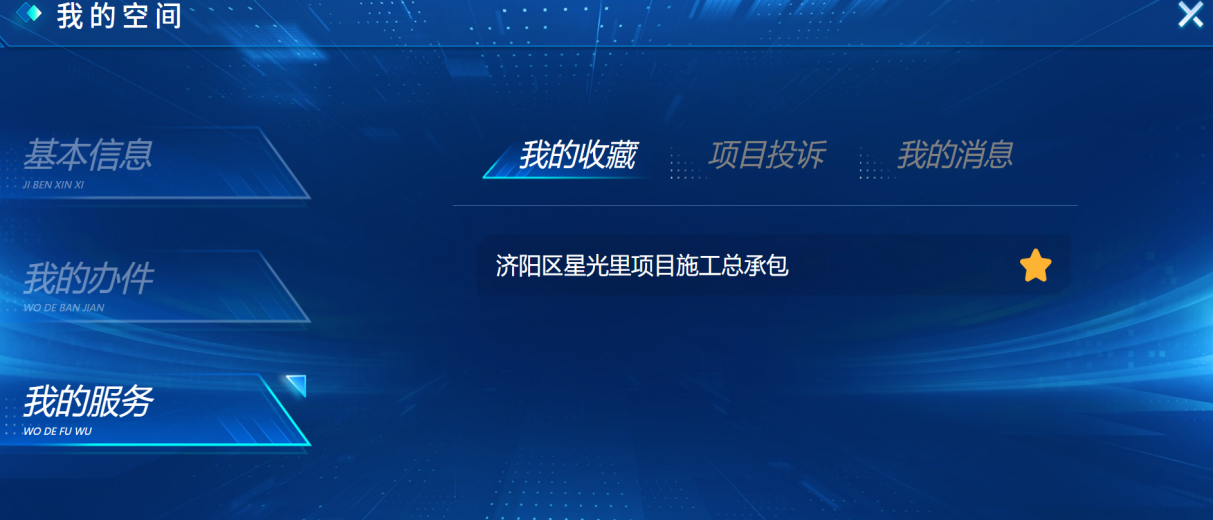 我的空间
基本信息
JI BEN XIN XI
我的办件
WO DE BAN JIAN
我的服务
WO DE FU WU
我的收藏 项目投诉 我的消息
济阳区星光里项目施工总承包